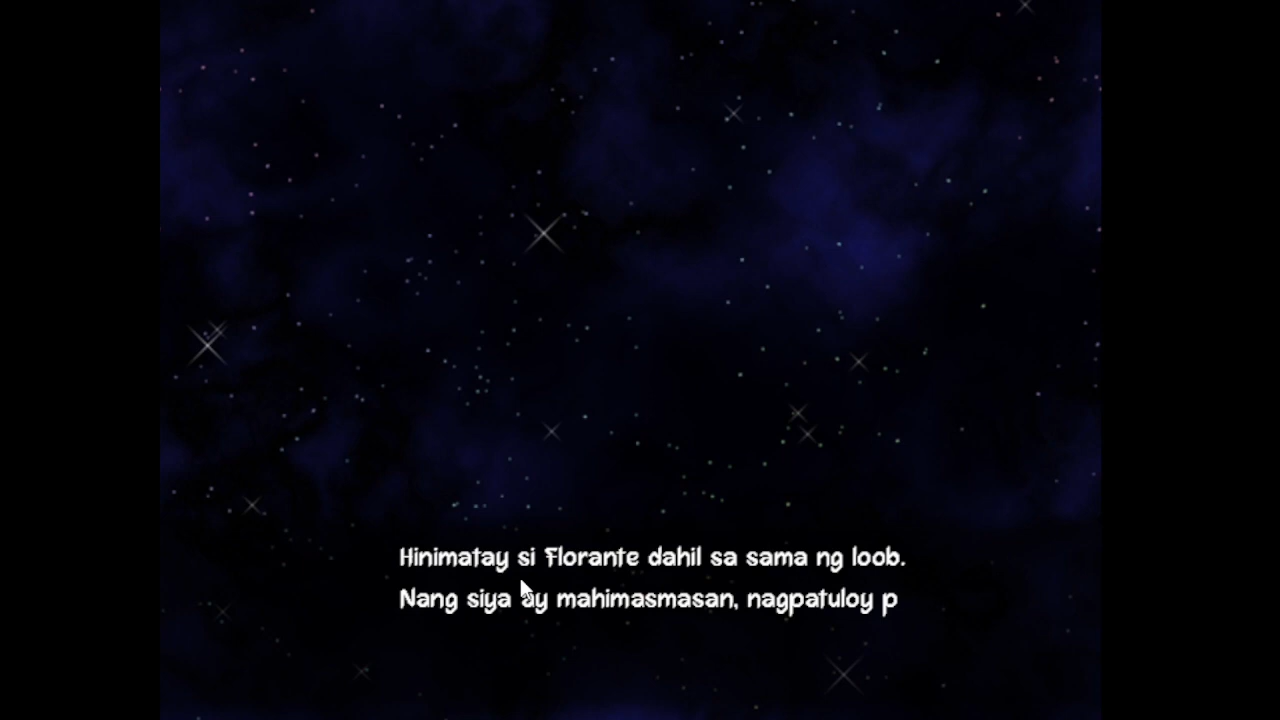 Hinimatay si Florante dahil sa sama ng loob.
Nang siya ay mahimasmasan, nagpatuloy p